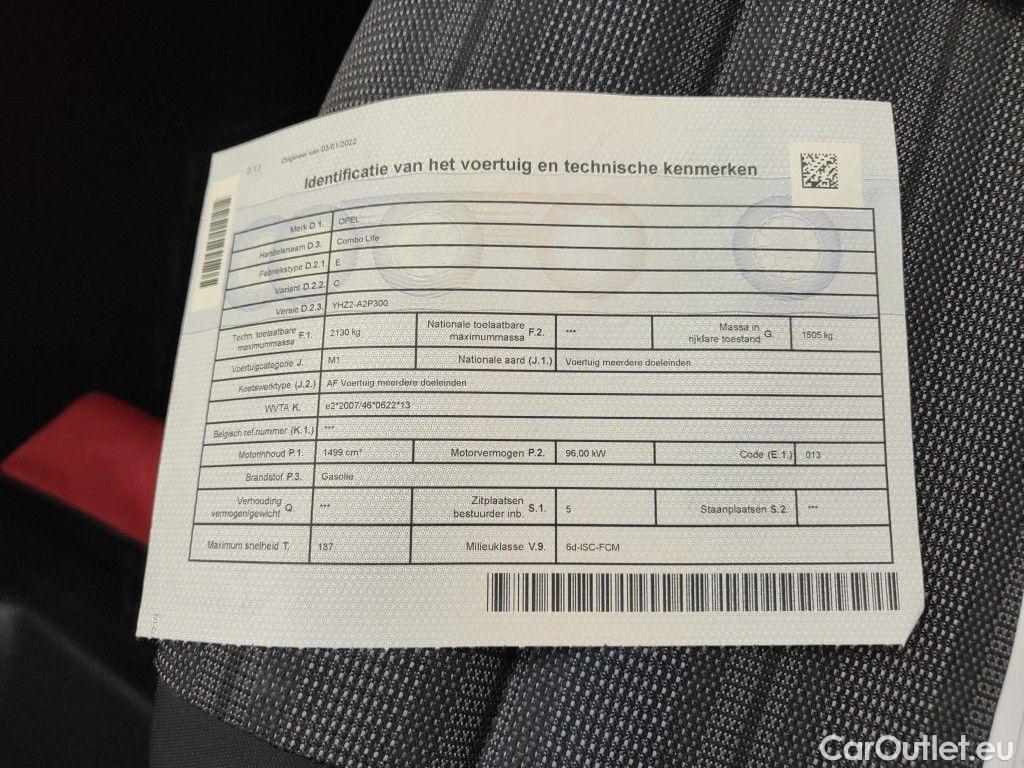 Origineel van 03/01/2022
Identificatie van het voertuig en technische kenmerken
Merk D.1. OPEL
Handelsnaam D.3. Combo Life
Fabriekstype D.2.1. E
Variant D.2.2. C
Versie D.2.3. YHZ2-A2P300
Techn. toelaatbare maximummassa F.1. 2130 kg Nationale toelaatbare maximummassa F.2. *** Massa in rijklare toestand G. 1505 kg
Voertuigcategorie J. M1 Nationale aard (J.1.) Voertuig meerdere doeleinden
Koetswerktype (J.2.) AF Voertuig meerdere doeleinden
WVTA K. e2*2007/46*0622*13
Belgisch ref.nummer (K.1.) ***
Motorinhoud P.1. 1499 cm³ Motorvermogen P.2. 96,00 kW Code (E.1.) 013
Brandstof P.3. Gasolie
Verhouding vermogen/gewicht Q. *** Zitplaatsen bestuurder inb. S.1. 5 Staanplaatsen S.2. ***
Maximum snelheid T. 187 Milieuklasse V.9. 6d-ISC-FCM
CarOutlet.eu